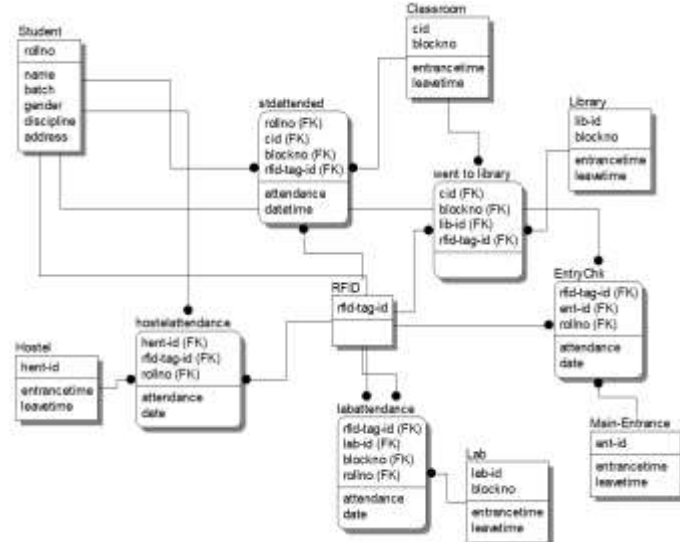 Student
rollno
name
batch
gender
discipline
address
Classroom
cid
blockno
entrancetime
leavetime
stdattended
rollno (FK)
cid (FK)
blockno (FK)
rfid-tag-id (FK)
attendance
datetime
Library
lib-id
blockno
entrancetime
leavetime
went to library
cid (FK)
blockno (FK)
lib-id (FK)
rfid-tag-id (FK)
RFID
rfid-tag-id
EntryChk
rfid-tag-id (FK)
ent-id (FK)
rollno (FK)
attendance
date
hostelattendance
hent-id (FK)
rfid-tag-id (FK)
rollno (FK)
attendance
date
Hostel
hent-id
entrancetime
leavetime
labattendance
rfid-tag-id (FK)
lab-id (FK)
blockno (FK)
rollno (FK)
attendance
date
Lab
lab-id
blockno
entrancetime
leavetime
Main-Entrance
ent-id
entrancetime
leavetime